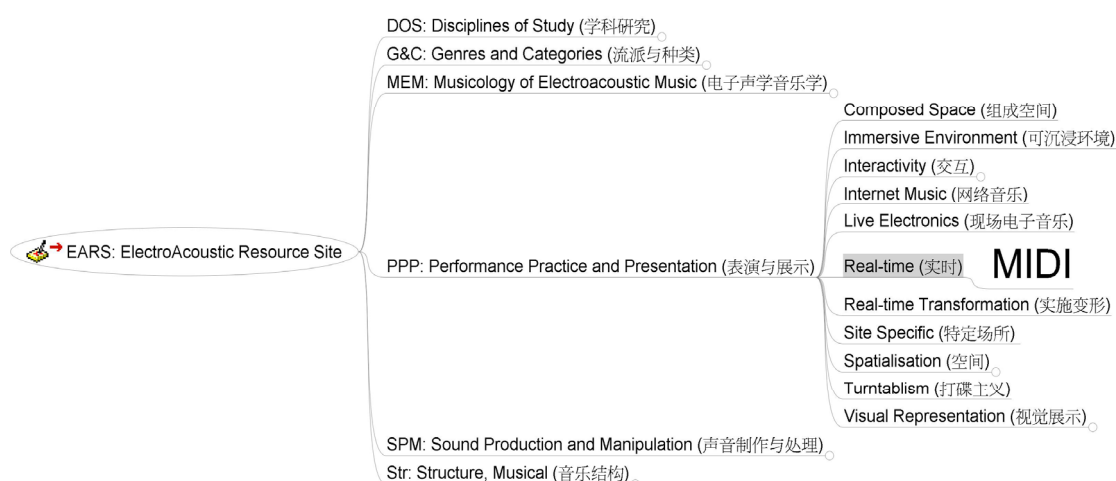 DOS: Disciplines of Study (学科研究)
G&C: Genres and Categories (流派与种类)
MEM: Musicology of Electroacoustic Music (电子声学音乐学)
Composed Space (组成空间)
Immersive Environment (可沉浸环境)
Interactivity (交互)
Internet Music (网络音乐)
Live Electronics (现场电子音乐)
EARS: ElectroAcoustic Resource Site
PPP: Performance Practice and Presentation (表演与展示)
Real-time (实时)
MIDI
Real-time Transformation (实施变形)
Site Specific (特定场所)
Spatialisation (空间)
Turntablism (打碟主义)
Visual Representation (视觉展示)
SPM: Sound Production and Manipulation (声音制作与处理)
Str: Structure, Musical (音乐结构)